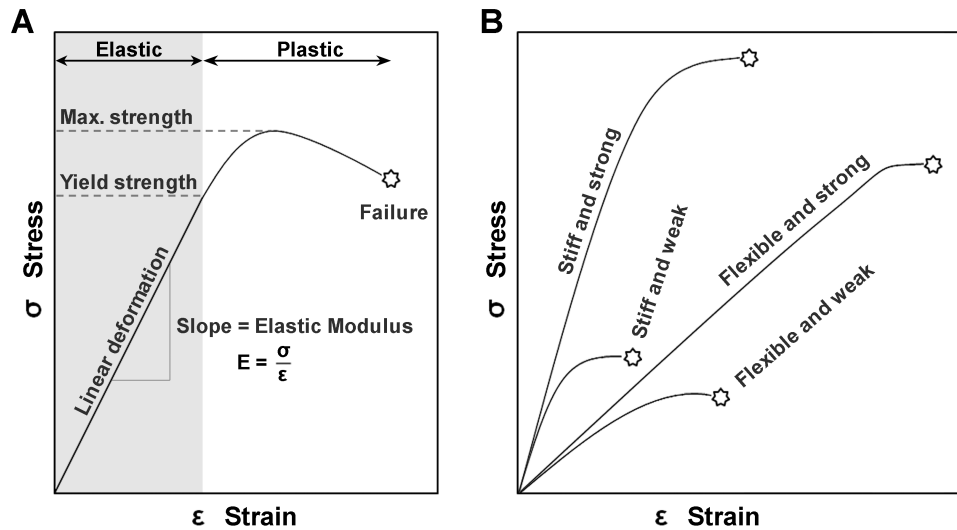 A
Elastic
Plastic
Max. strength
Yield strength
Failure
Linear deformation
Slope = Elastic Modulus
E = σ/ε
σ Stress
ε Strain
B
Stiff and strong
Stiff and weak
Flexible and strong
Flexible and weak
σ Stress
ε Strain